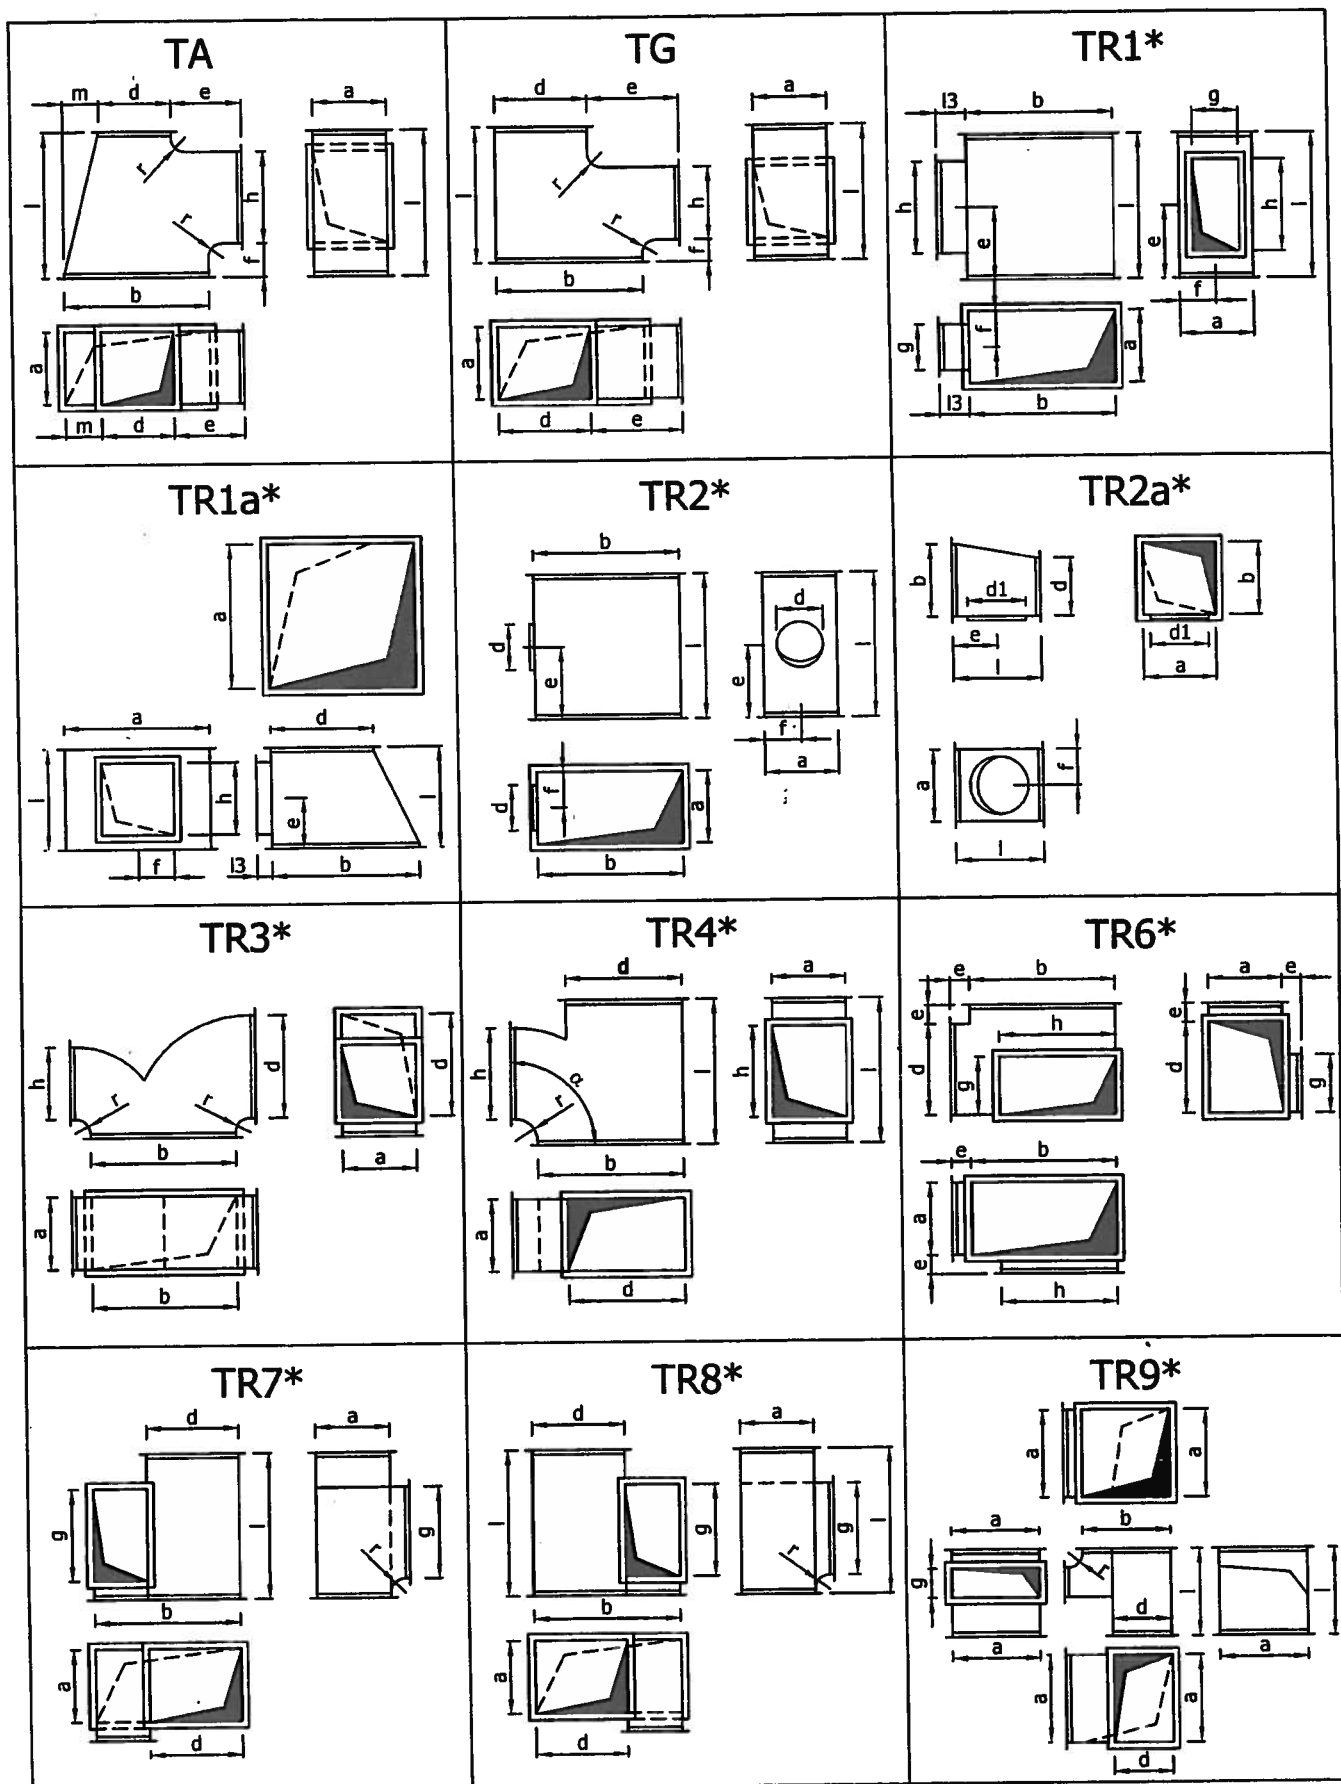 TA
m d e a
l r r h f l
b
a
m d e
TG
d e a
l r r h f l
b
a
d e
TR1*
l3 b g
h e l e h l
f a
g f a
l3 b
TR1a*
a
a d
l h e l
f l3 b
TR2*
b
d e l d e l
f a
d f a
b
TR2a*
b d1 d b
e d1
l a
a f
l
TR3*
h r r d d
b a
a
b
TR4*
d a
h α r l h l
b
a
d
TR6*
e b a e
e h e
d g d g
e b
a
e h
TR7*
d a
g l r g
b
a
d
TR8*
d a
l g r g l
b
a
d
TR9*
a a
a b
g r d l l
a a
a a
d